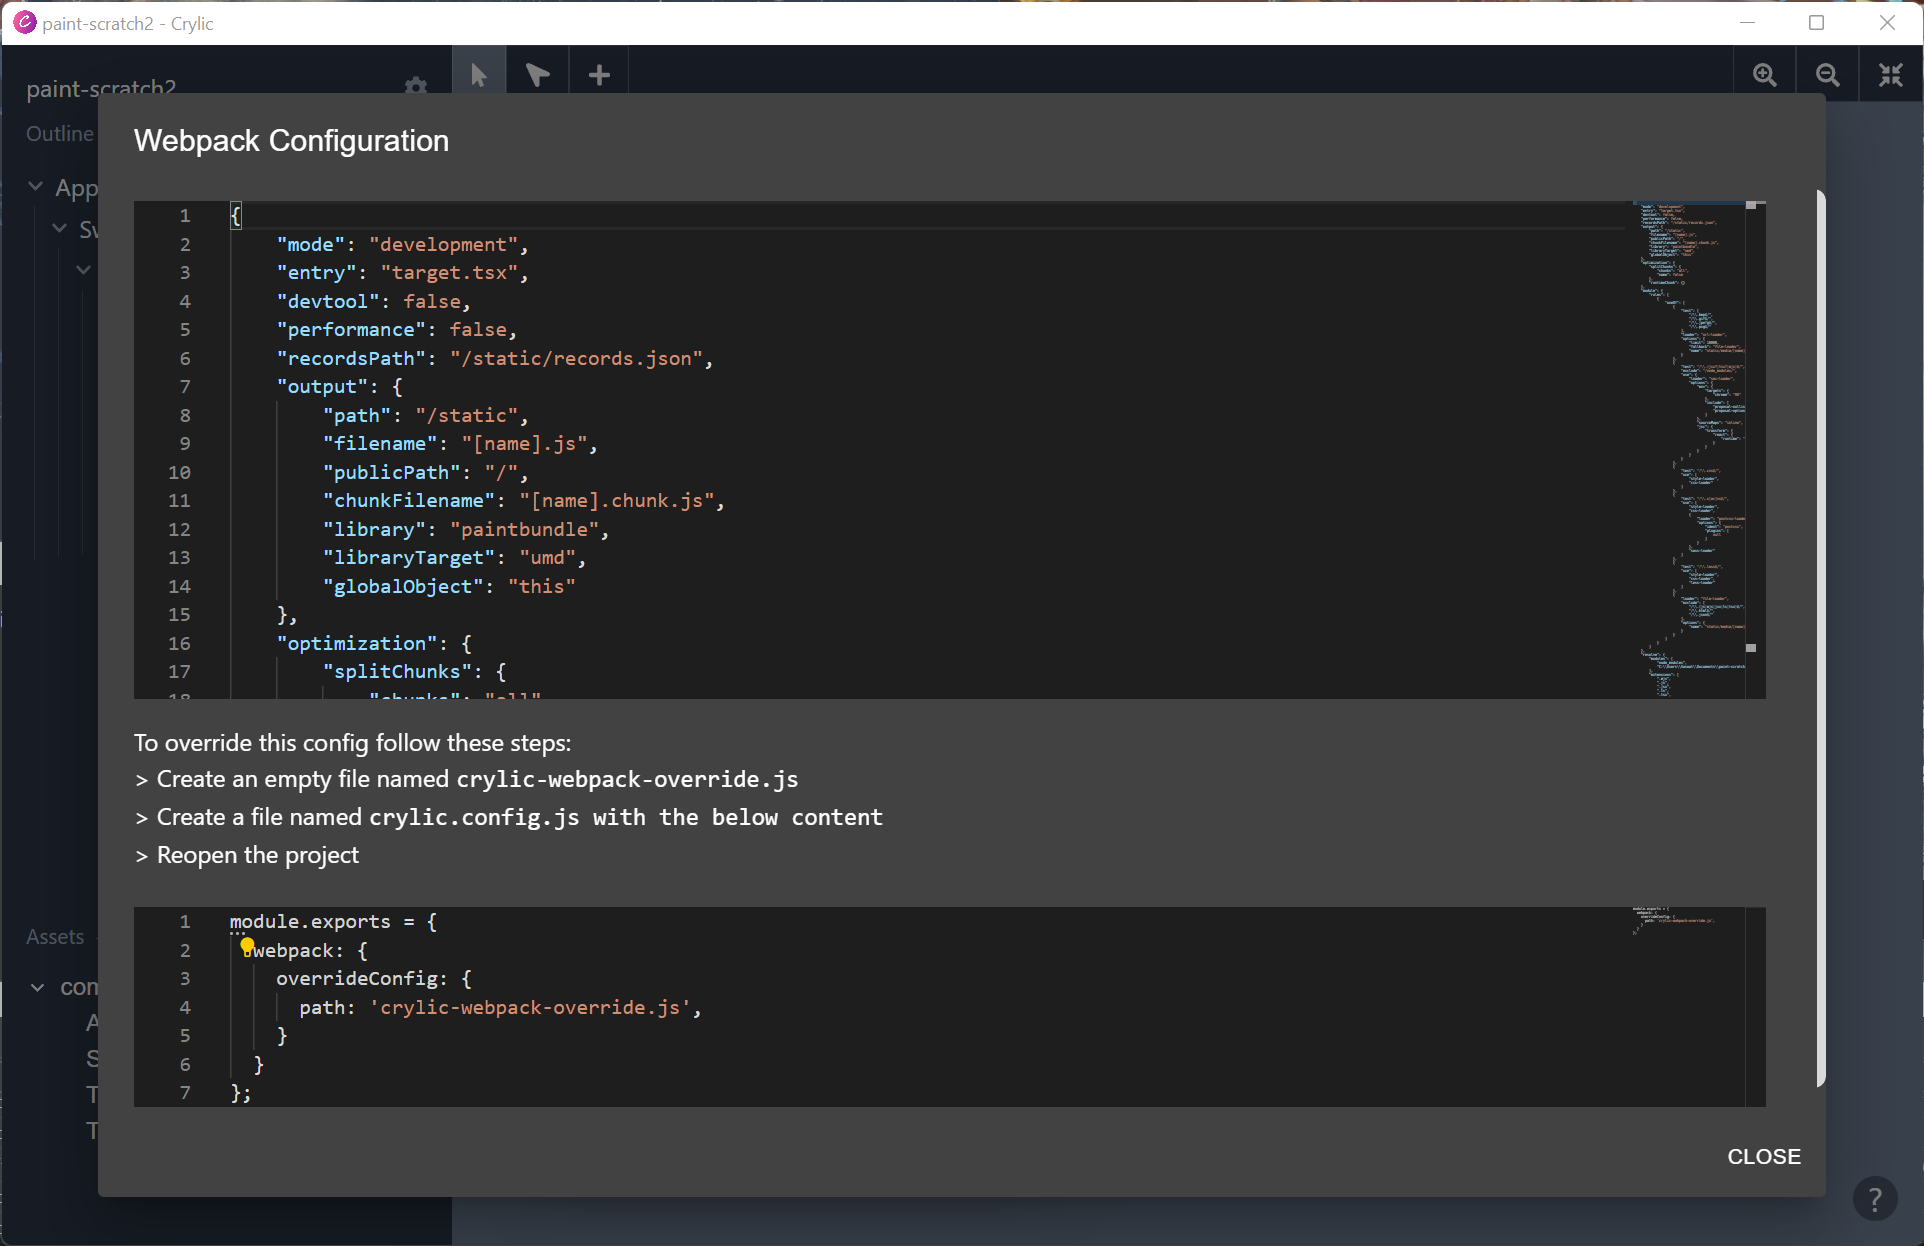 paint-scratch2 - Crylic
paint-scratch2
Outline
App
Assets
Webpack Configuration
1 {
2 "mode": "development",
3 "entry": "target.tsx",
4 "devtool": false,
5 "performance": false,
6 "recordsPath": "/static/records.json",
7 "output": {
8 "path": "/static",
9 "filename": "[name].js",
10 "publicPath": "/",
11 "chunkFilename": "[name].chunk.js",
12 "library": "paintbundle",
13 "libraryTarget": "umd",
14 "globalObject": "this"
15 },
16 "optimization": {
17 "splitChunks": {
18 "chunks": "all"
To override this config follow these steps:
> Create an empty file named crylic-webpack-override.js
> Create a file named crylic.config.js with the below content
> Reopen the project
1 module.exports = {
2 webpack: {
3 overrideConfig: {
4 path: 'crylic-webpack-override.js',
5 }
6 }
7 };
CLOSE
?